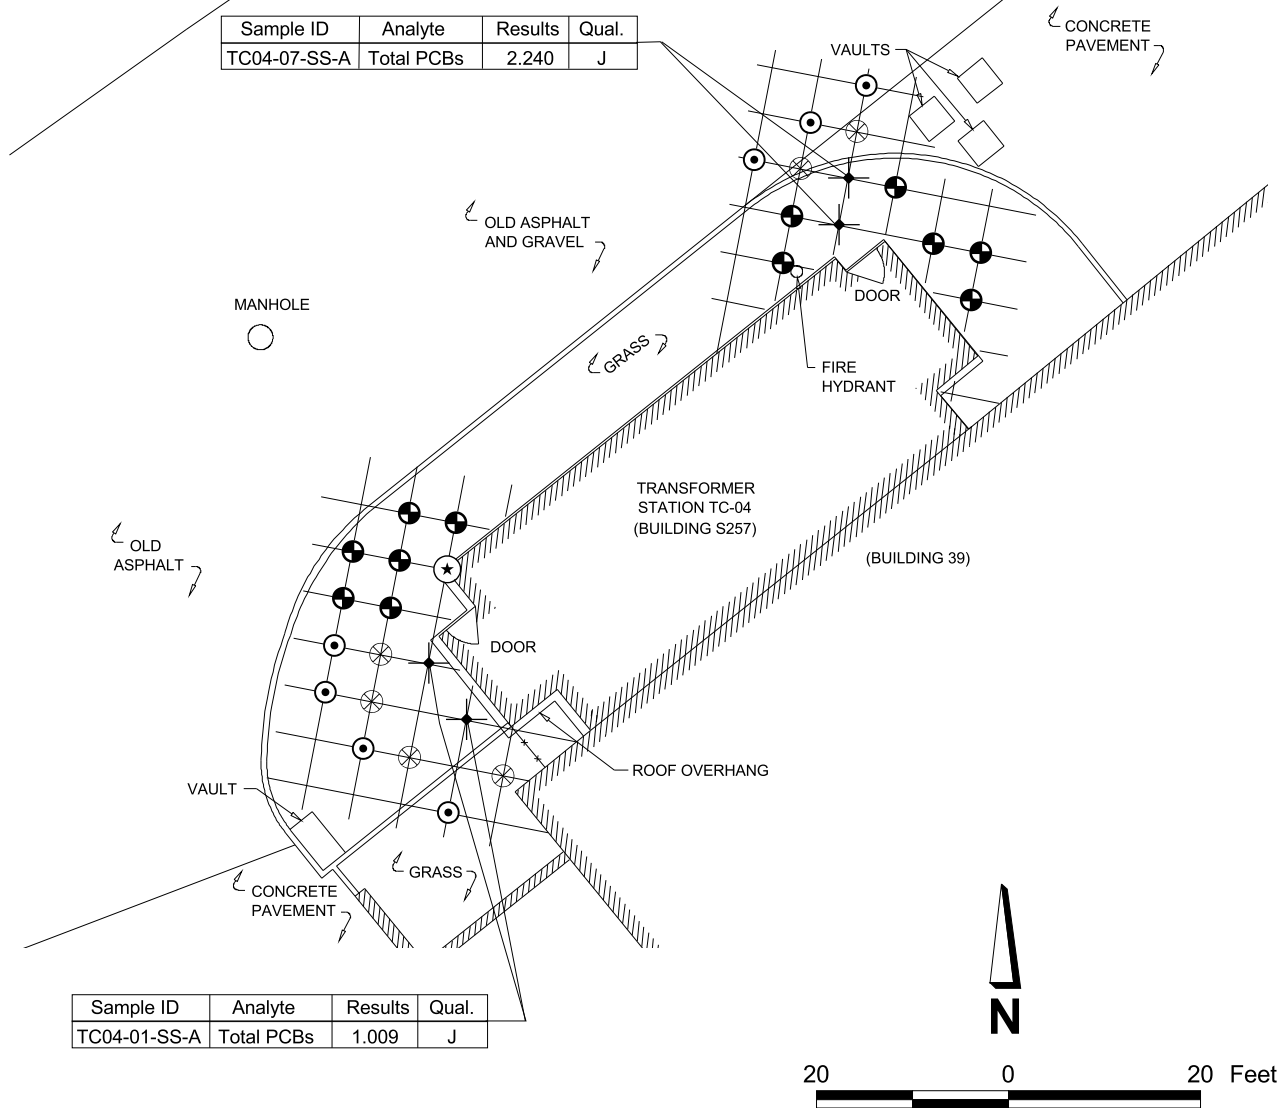 Sample ID Analyte Results Qual.
TC04-07-SS-A Total PCBs 2.240 J
CONCRETE
PAVEMENT
VAULTS
OLD ASPHALT
AND GRAVEL
MANHOLE
DOOR
GRASS
FIRE
HYDRANT
TRANSFORMER
STATION TC-04
(BUILDING S257)
OLD
ASPHALT
(BUILDING 39)
DOOR
ROOF OVERHANG
VAULT
GRASS
CONCRETE
PAVEMENT
Sample ID Analyte Results Qual.
TC04-01-SS-A Total PCBs 1.009 J
N
20 0 20 Feet